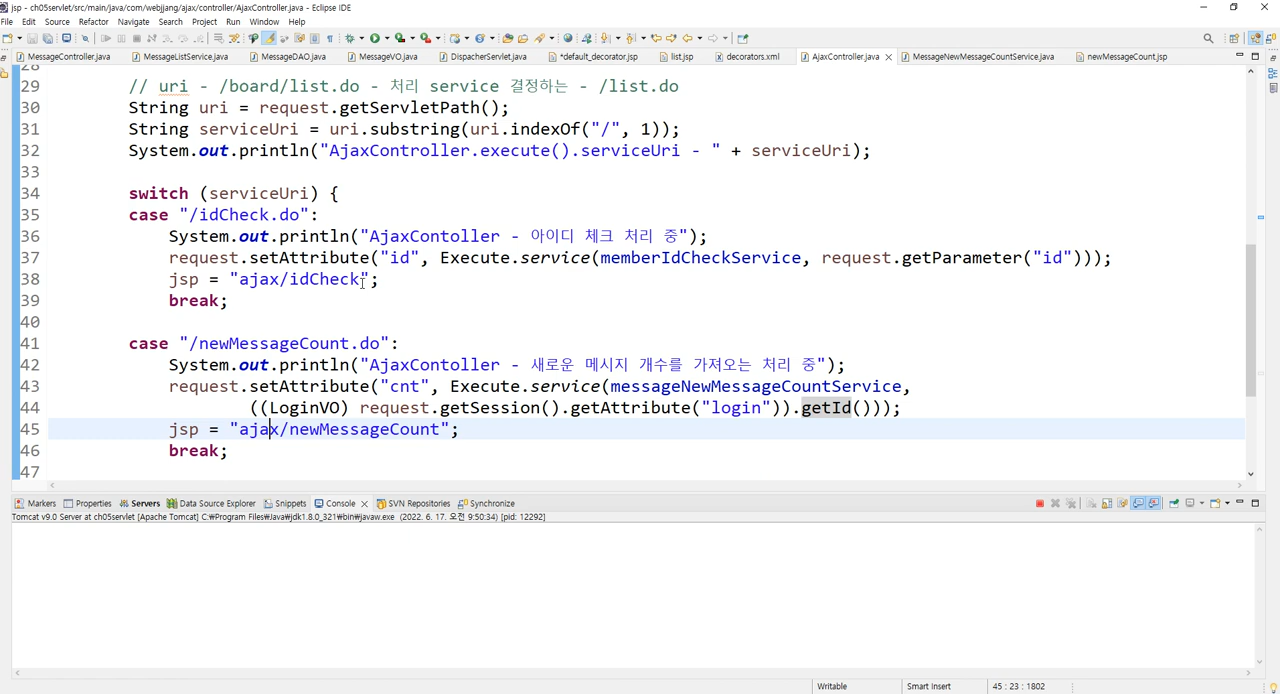 jsp - ch05servlet/src/main/java/com/webjjang/ajax/controller/AjaxController.java - Eclipse IDE
File Edit Source Refactor Navigate Search Project Run Window Help
MessageController.java MessageListService.java MessageDAO.java MessageVO.java DispacherServlet.java *default_decorator.jsp list.jsp decorators.xml AjaxController.java MessageNewMessageCountService.java newMessageCount.jsp
28
29 // uri - /board/list.do - 처리 service 결정하는 - /list.do
30 String uri = request.getServletPath();
31 String serviceUri = uri.substring(uri.indexOf("/", 1));
32 System.out.println("AjaxController.execute().serviceUri - " + serviceUri);
33
34 switch (serviceUri) {
35 case "/idCheck.do":
36 System.out.println("AjaxContoller - 아이디 체크 처리 중");
37 request.setAttribute("id", Execute.service(memberIdCheckService, request.getParameter("id")));
38 jsp = "ajax/idCheck";
39 break;
40
41 case "/newMessageCount.do":
42 System.out.println("AjaxContoller - 새로운 메시지 개수를 가져오는 처리 중");
43 request.setAttribute("cnt", Execute.service(messageNewMessageCountService,
44 ((LoginVO) request.getSession().getAttribute("login")).getId()));
45 jsp = "ajax/newMessageCount";
46 break;
47
Markers Properties Servers Data Source Explorer Snippets Console SVN Repositories Synchronize
Tomcat v9.0 Server at ch05servlet [Apache Tomcat] C:₩Program Files₩Java₩jdk1.8.0_321₩bin₩javaw.exe (2022. 6. 17. 오전 9:50:34) [pid: 12292]
Writable Smart Insert 45 : 23 : 1802